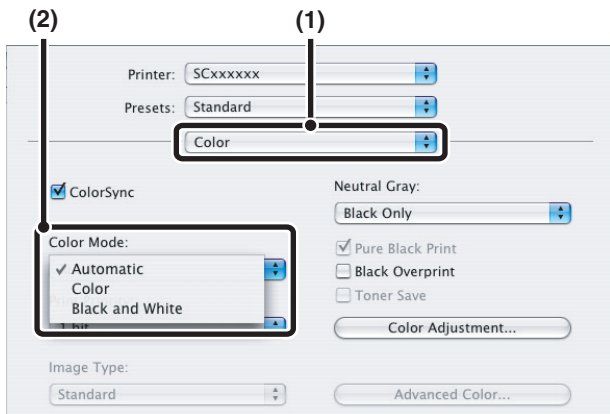 (2) (1)
Printer: SCxxxxxx
Presets: Standard
Color
ColorSync
Color Mode:
Automatic
Color
Black and White
1 bit
Image Type:
Standard
Neutral Gray:
Black Only
Pure Black Print
Black Overprint
Toner Save
Color Adjustment...
Advanced Color...